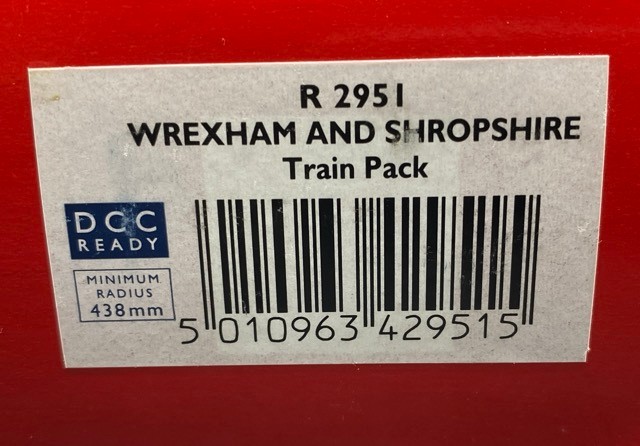 R 2951
WREXHAM AND SHROPSHIRE
Train Pack
DCC
READY
MINIMUM
RADIUS
438mm
5 010963 429515